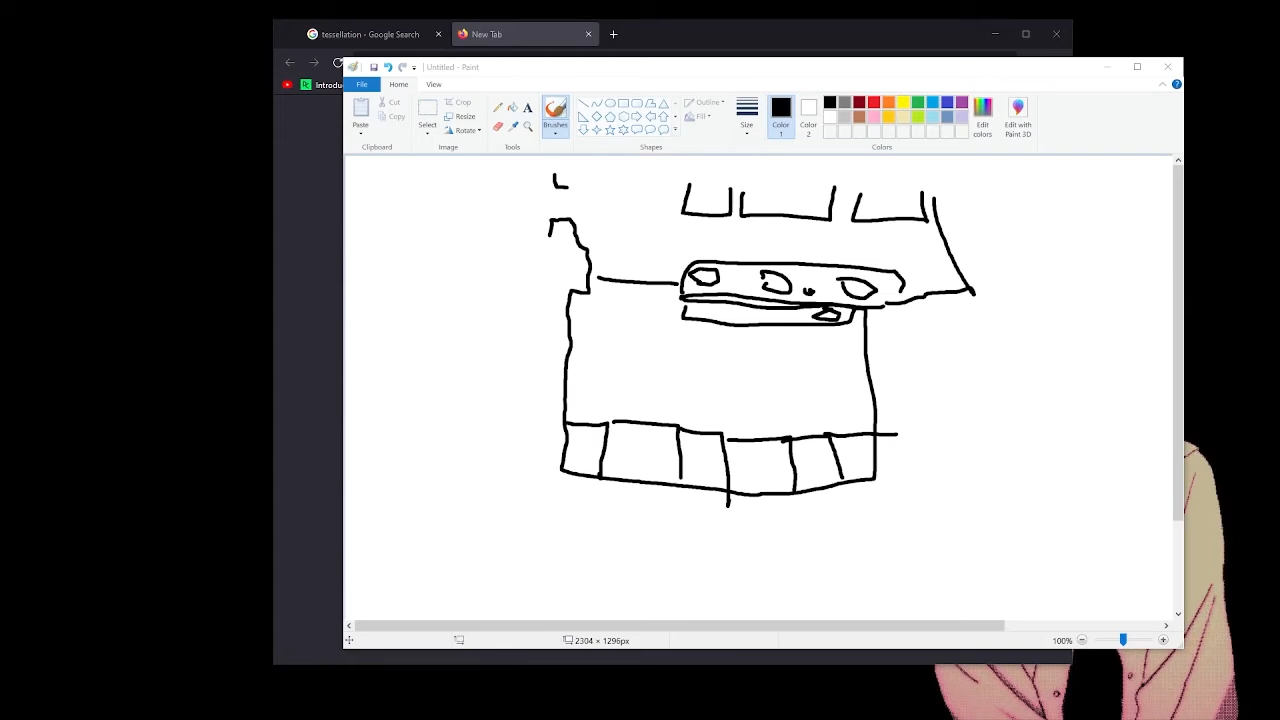 tessellation - Google Search
New Tab
Introduc
Untitled - Paint
File
Home
View
Cut
Crop
Outline
Copy
Resize
Fill
Paste
Select
Rotate
Brushes
Size
Color
1
Color
2
Edit
colors
Edit with
Paint 3D
Clipboard
Image
Tools
Shapes
Colors
2304 × 1296px
100%